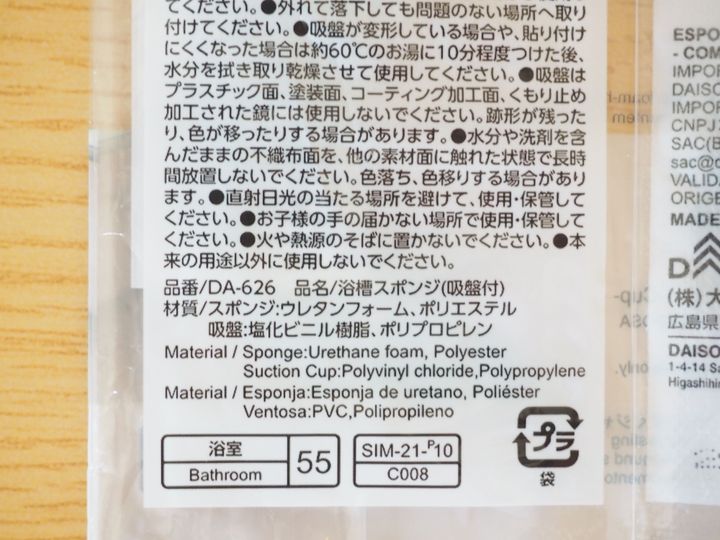 てください。●外れて落下しても問題のない場所へ取り
付けてください。●吸盤が変形している場合や、貼り付け
にくくなった場合は約60℃のお湯に10分程度つけた後、
水分を拭き取り乾燥させて使用してください。●吸盤は
プラスチック面、塗装面、コーティング加工面、くもり止め
加工された鏡には使用しないでください。跡形が残った
り、色が移ったりする場合があります。●水分や洗剤を含
んだままの不織布面を、他の素材面に触れた状態で長時
間放置しないでください。色落ち、色移りする場合があり
ます。●直射日光の当たる場所を避けて、使用・保管して
ください。●お子様の手の届かない場所で使用・保管して
ください。●火や熱源のそばに置かないでください。●本
来の用途以外に使用しないでください。
品番/DA-626 品名/浴槽スポンジ(吸盤付)
材質/スポンジ:ウレタンフォーム、ポリエステル
吸盤:塩化ビニル樹脂、ポリプロピレン
Material / Sponge:Urethane foam, Polyester
Suction Cup:Polyvinyl chloride,Polypropylene
Material / Esponja:Esponja de uretano, Poliéster
Ventosa:PVC,Polipropileno
浴室
Bathroom
55
SIM-21-P10
C008
プラ
袋
ESPO
- COM
IMPOR
DAISO
IMPOR
CNPJ
SAC(B
sac@d
VALIDA
ORIGE
MADE
D
(株)大
広島県
DAISO
1-4-14 Sa
Higashihir